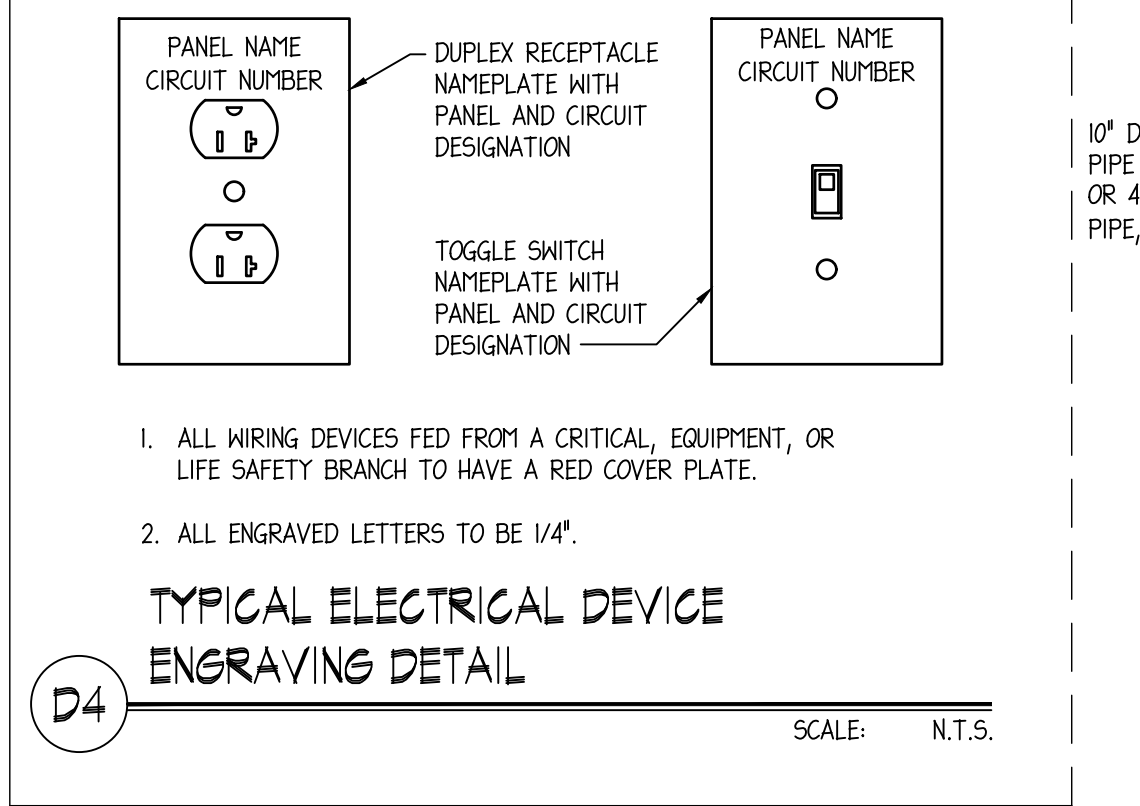 PANEL NAME
CIRCUIT NUMBER
DUPLEX RECEPTACLE
NAMEPLATE WITH
PANEL AND CIRCUIT
DESIGNATION
TOGGLE SWITCH
NAMEPLATE WITH
PANEL AND CIRCUIT
DESIGNATION
PANEL NAME
CIRCUIT NUMBER
10" D
PIPE
OR 4
PIPE,
1. ALL WIRING DEVICES FED FROM A CRITICAL, EQUIPMENT, OR
LIFE SAFETY BRANCH TO HAVE A RED COVER PLATE.
2. ALL ENGRAVED LETTERS TO BE 1/4".
TYPICAL ELECTRICAL DEVICE
ENGRAVING DETAIL
D4
SCALE: N.T.S.